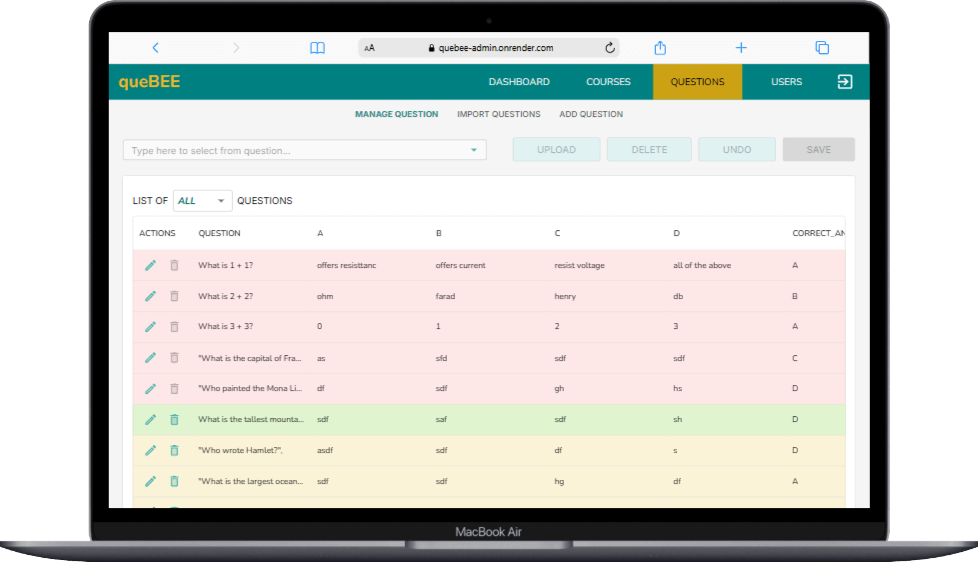 AA quebee-admin.onrender.com
queBEE DASHBOARD COURSES QUESTIONS USERS
MANAGE QUESTION IMPORT QUESTIONS ADD QUESTION
Type here to select from question... UPLOAD DELETE UNDO SAVE
LIST OF ALL QUESTIONS
ACTIONS QUESTION A B C D CORRECT_AN
What is 1 + 1? offers resisttanc offers current resist voltage all of the above A
What is 2 + 2? ohm farad henry db B
What is 3 + 3? 0 1 2 3 A
"What is the capital of Fra... as sfd sdf sdf C
"Who painted the Mona Li... df sdf gh hs D
What is the tallest mounta... sdf saf sdf sh D
"Who wrote Hamlet?", asdf sdf df s D
"What is the largest ocean... sdf sdf hg df A
MacBook Air